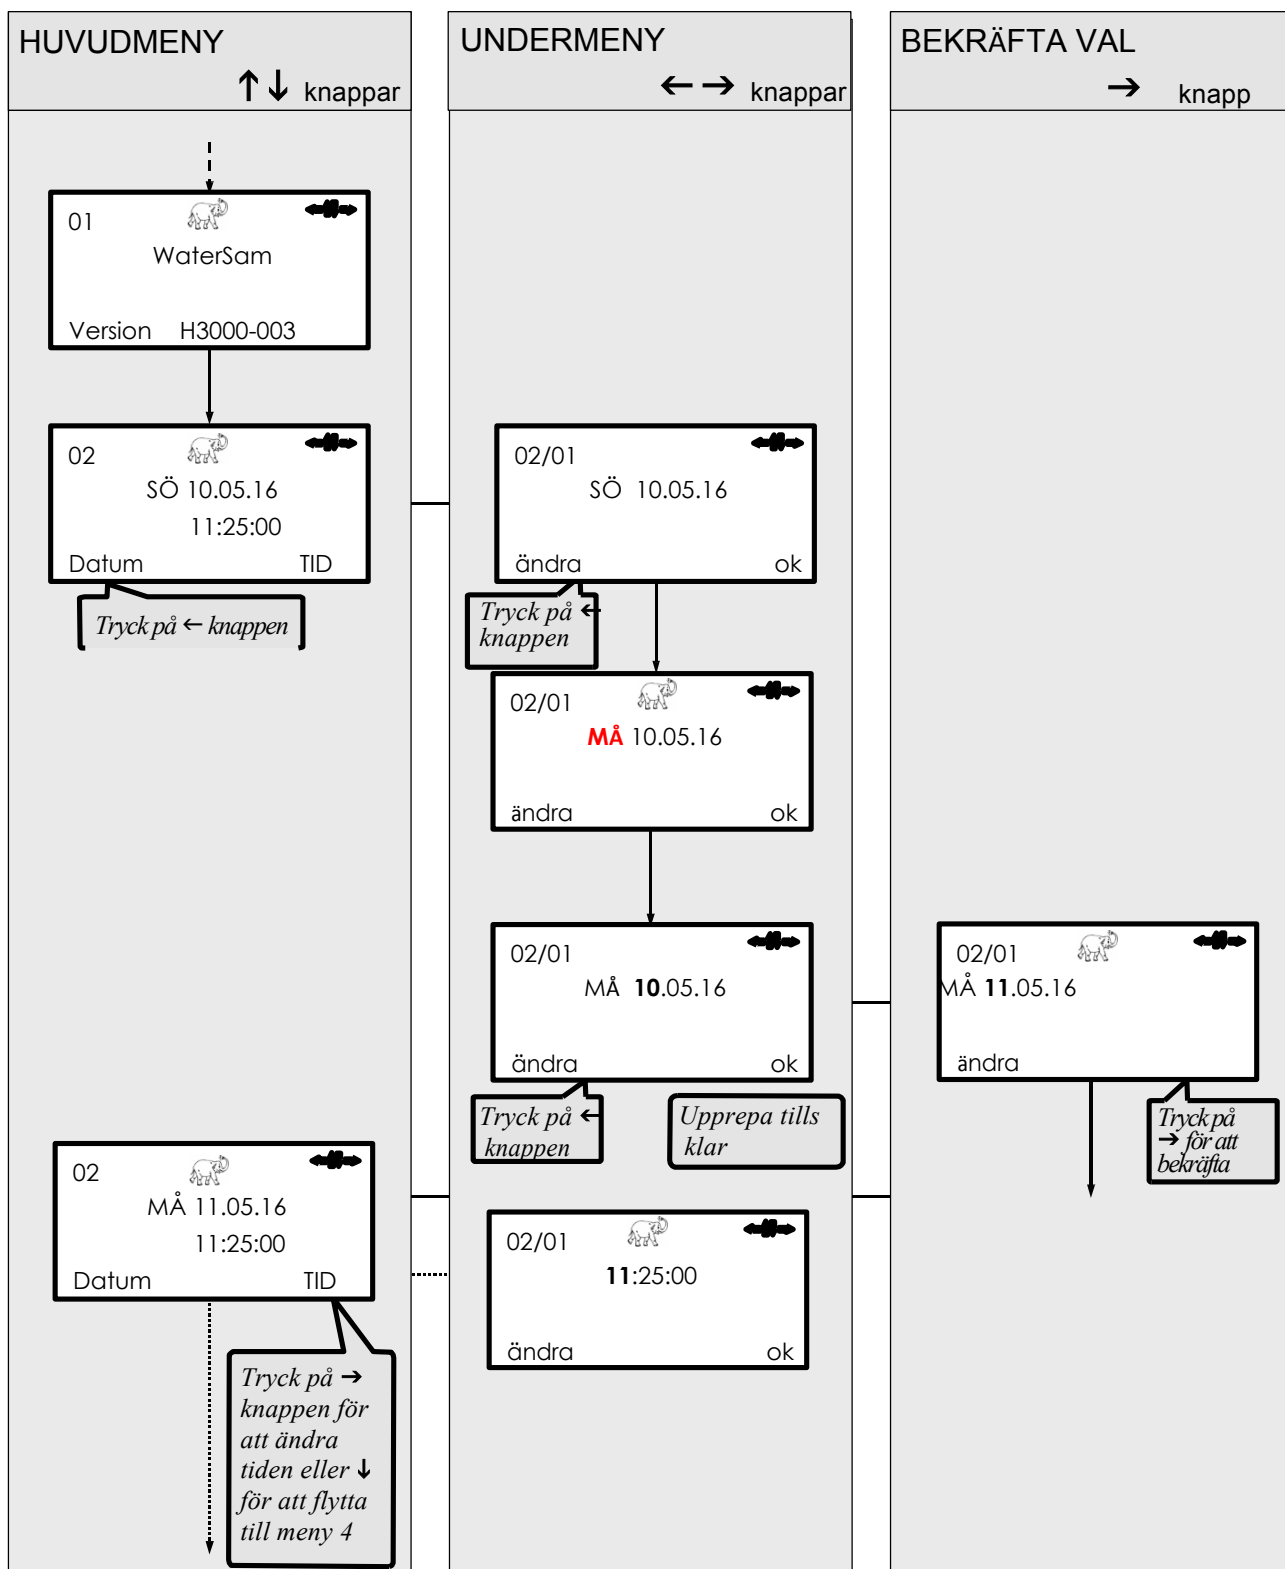 HUVUDMENY
↑↓ knappar
01
WaterSam
Version H3000-003
02
SÖ 10.05.16
11:25:00
Datum TID
Tryck på ← knappen
02
MÅ 11.05.16
11:25:00
Datum TID
Tryck på →
knappen för
att ändra
tiden eller ↓
för att flytta
till meny 4
UNDERMENY
← → knappar
02/01
SÖ 10.05.16
ändra ok
Tryck på ←
knappen
02/01
MÅ 10.05.16
ändra ok
02/01
MÅ 10.05.16
ändra ok
Tryck på ←
knappen
Upprepa tills
klar
02/01
11:25:00
ändra ok
BEKRÄFTA VAL
→ knapp
02/01
MÅ 11.05.16
ändra
Tryck på
→ för att
bekräfta